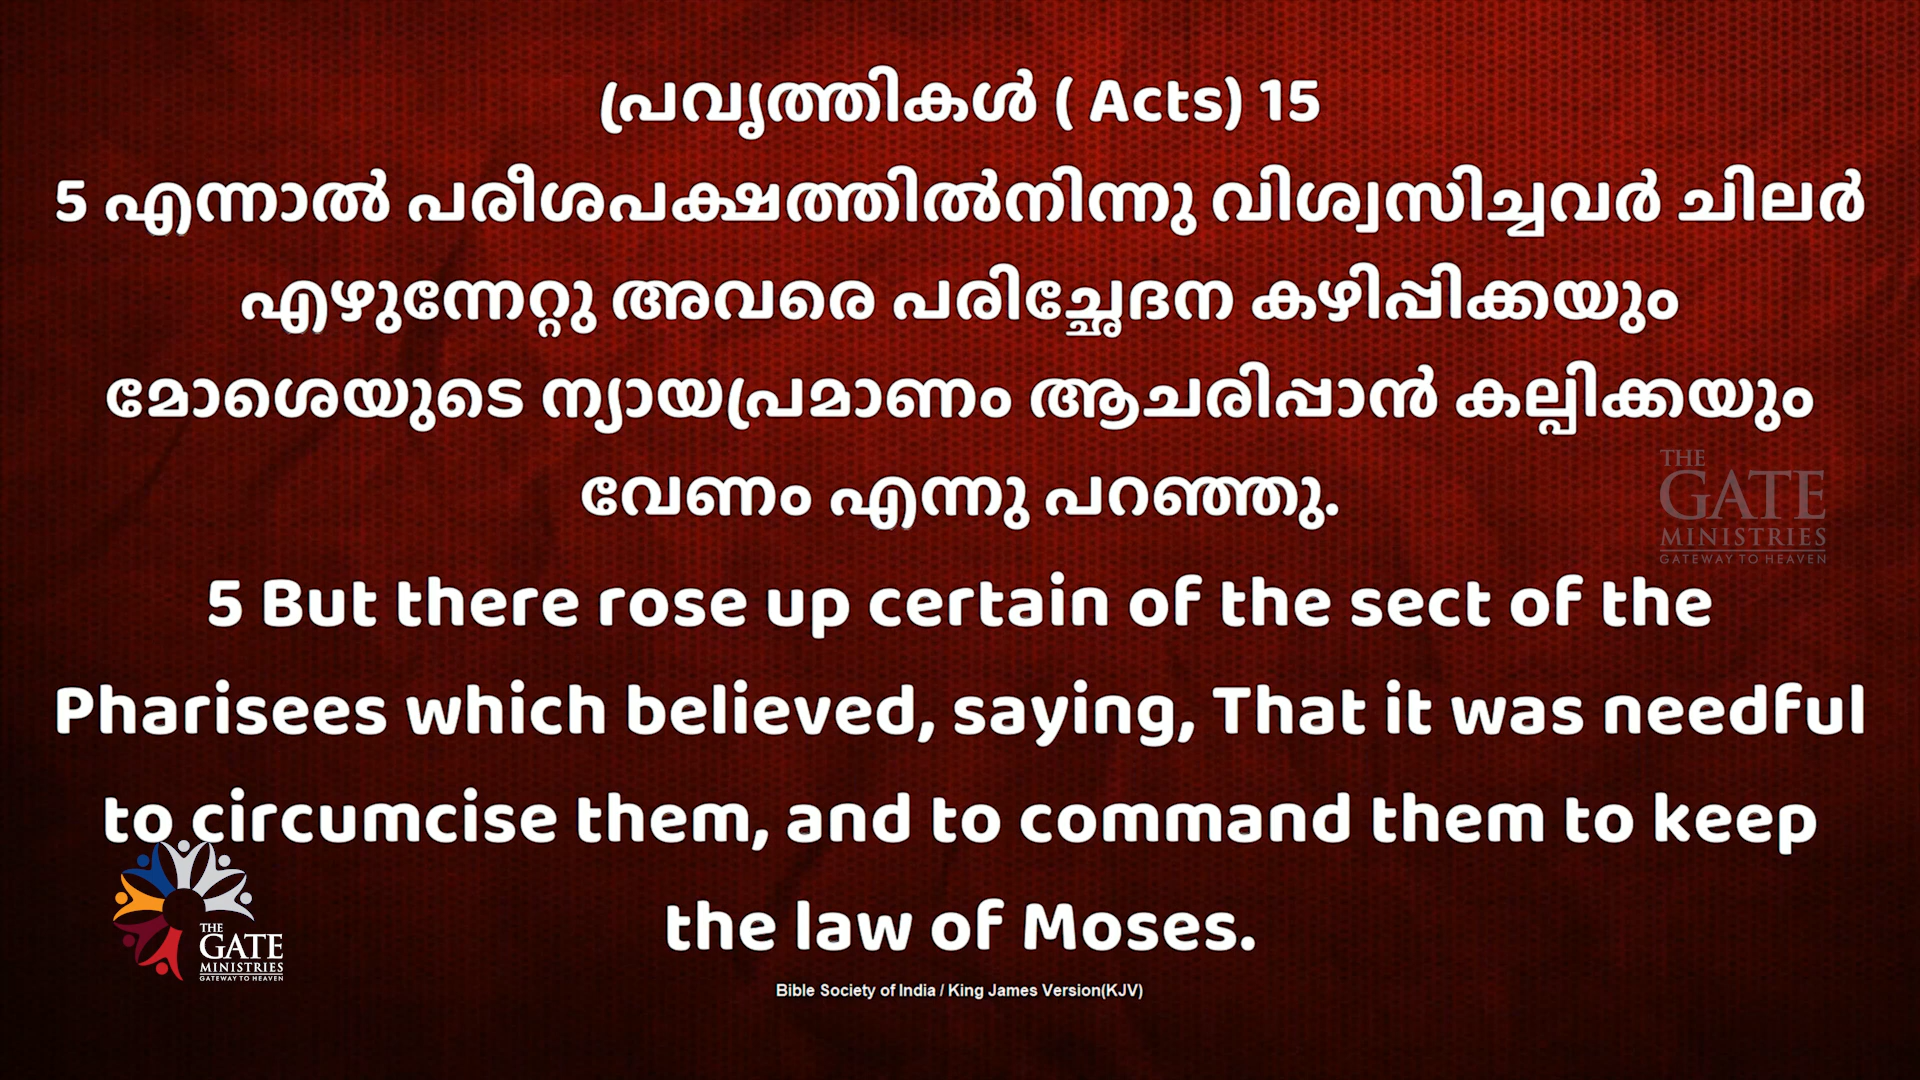 പ്രവൃത്തികൾ ( Acts) 15
5 എന്നാൽ പരീശപക്ഷത്തിൽനിന്നു വിശ്വസിച്ചവർ ചിലർ
എഴുന്നേറ്റു അവരെ പരിച്ഛേദന കഴിപ്പിക്കയും
മോശെയുടെ ന്യായപ്രമാണം ആചരിപ്പാൻ കല്പിക്കയും
വേണം എന്നു പറഞ്ഞു.
THE
GATE
MINISTRIES
GATEWAY TO HEAVEN
5 But there rose up certain of the sect of the
Pharisees which believed, saying, That it was needful
to circumcise them, and to command them to keep
the law of Moses.
THE
GATE
MINISTRIES
GATEWAY TO HEAVEN
Bible Society of India / King James Version(KJV)